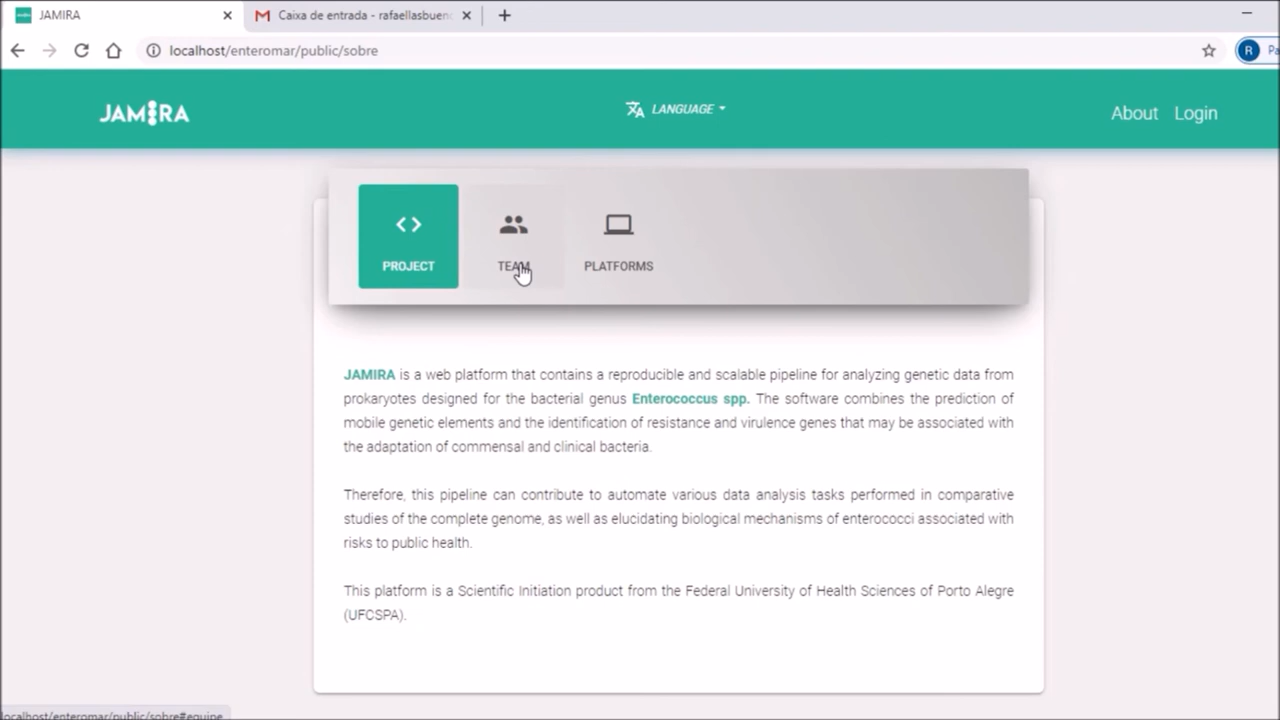 JAMIRA
Caixa de entrada - rafaellasbueno
localhost/enteromar/public/sobre
R
JAMIRA
LANGUAGE
About Login
PROJECT
TEAM
PLATFORMS
JAMIRA is a web platform that contains a reproducible and scalable pipeline for analyzing genetic data from
prokaryotes designed for the bacterial genus Enterococcus spp. The software combines the prediction of
mobile genetic elements and the identification of resistance and virulence genes that may be associated with
the adaptation of commensal and clinical bacteria.
Therefore, this pipeline can contribute to automate various data analysis tasks performed in comparative
studies of the complete genome, as well as elucidating biological mechanisms of enterococci associated with
risks to public health.
This platform is a Scientific Initiation product from the Federal University of Health Sciences of Porto Alegre
(UFCSPA).
localhost/enteromar/public/sobre#equipe